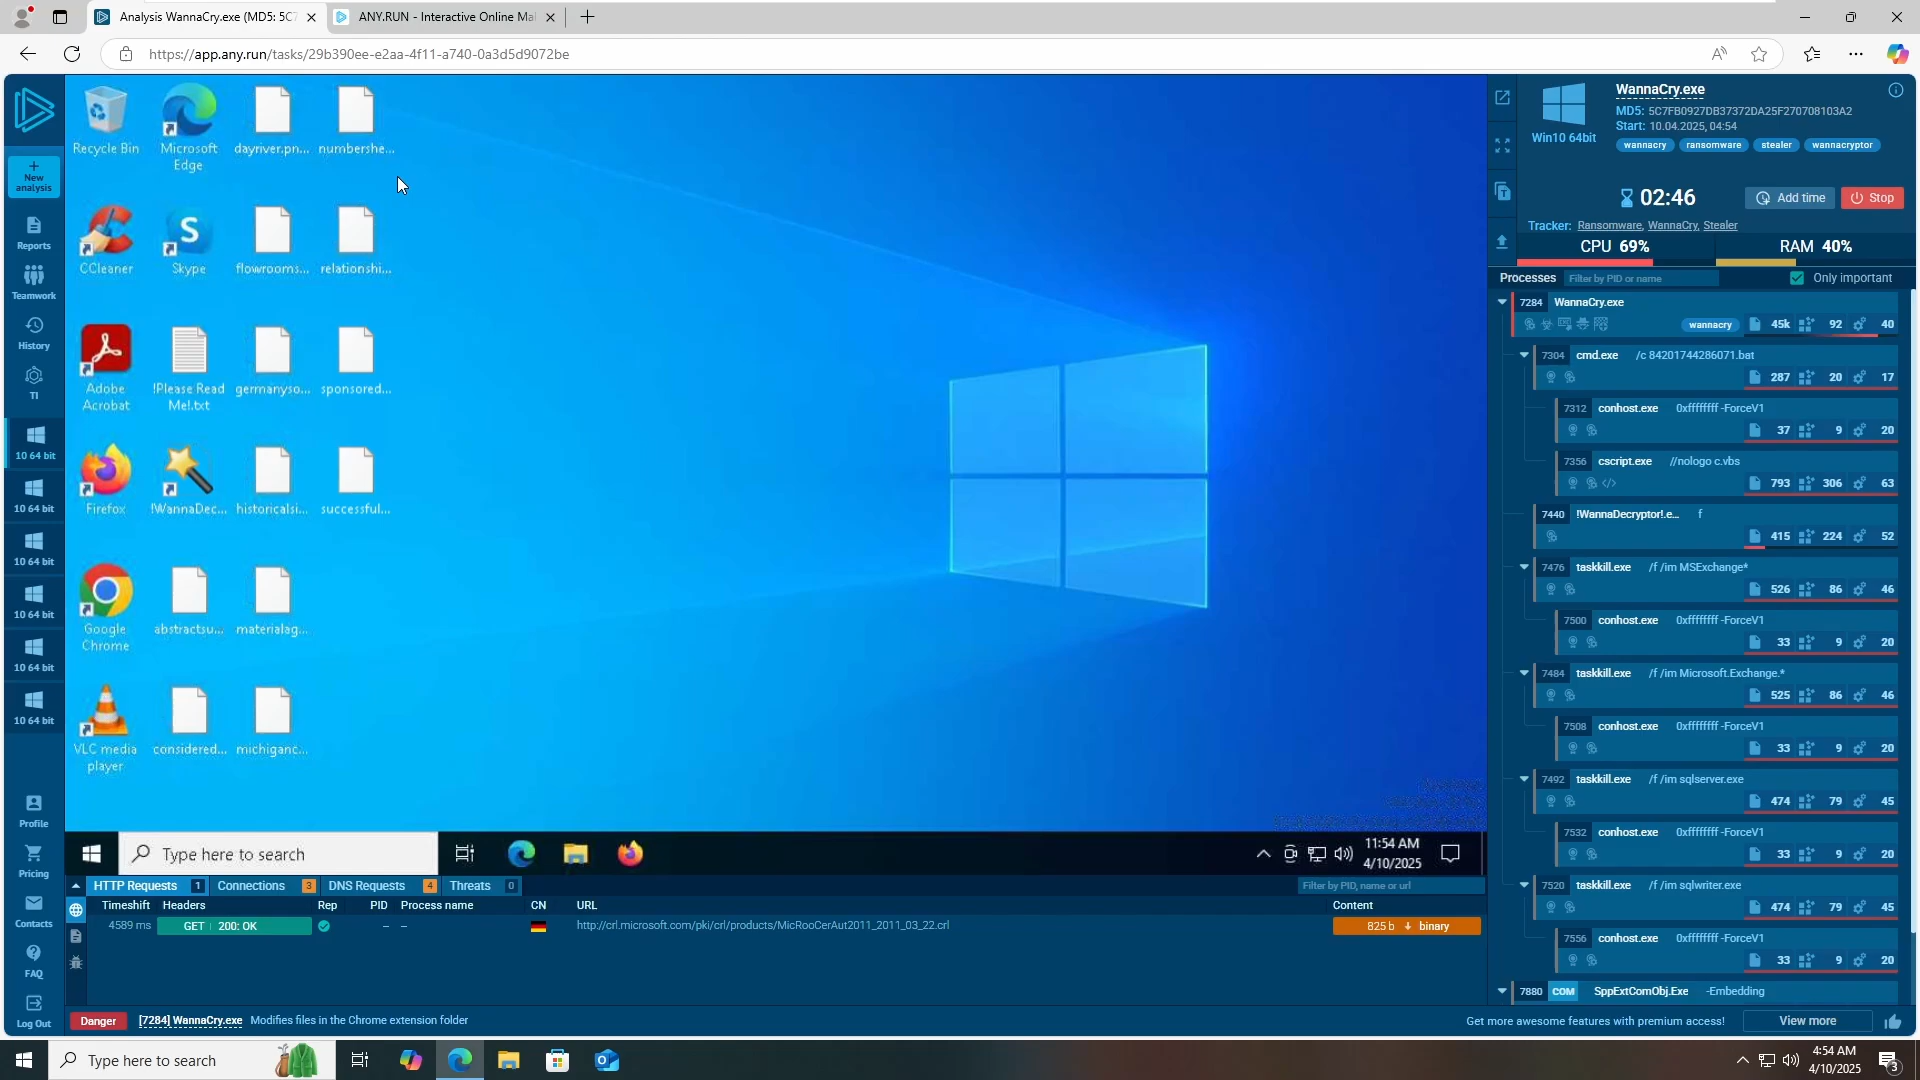 Analysis WannaCry.exe (MD5: 5C7
ANY.RUN - Interactive Online Mal
https://app.any.run/tasks/29b390ee-e2aa-4f11-a740-0a3d5d9072be
New analysis
Reports
Teamwork
History
TI
10 64 bit
10 64 bit
10 64 bit
10 64 bit
10 64 bit
10 64 bit
Profile
Pricing
Contacts
FAQ
Log Out
Recycle Bin
Microsoft Edge
dayriver.pn...
numbershe...
CCleaner
Skype
flowrooms...
relationshi...
Adobe Acrobat
!Please Read Me!.txt
germanyso...
sponsored...
Firefox
!WannaDec...
historicalsi...
successful...
Google Chrome
abstractsu...
materialag...
VLC media player
considered...
michiganc...
Type here to search
11:54 AM
4/10/2025
WannaCry.exe
MD5: 5C7FB0927DB37372DA25F270708103A2
Start: 10.04.2025, 04:54
Win10 64bit
wannacry ransomware stealer wannacryptor
02:46 Add time Stop
Tracker: Ransomware, WannaCry, Stealer
CPU 69% RAM 40%
Processes Filter by PID or name Only important
7284 WannaCry.exe
wannacry 45k 92 40
7304 cmd.exe /c 84201744286071.bat
287 20 17
7312 conhost.exe 0xffffffff -ForceV1
37 9 20
7356 cscript.exe //nologo c.vbs
793 306 63
7440 !WannaDecryptor!.e... f
415 224 52
7476 taskkill.exe /f /im MSExchange*
526 86 46
7500 conhost.exe 0xffffffff -ForceV1
33 9 20
7484 taskkill.exe /f /im Microsoft.Exchange.*
525 86 46
7508 conhost.exe 0xffffffff -ForceV1
33 9 20
7492 taskkill.exe /f /im sqlserver.exe
474 79 45
7532 conhost.exe 0xffffffff -ForceV1
33 9 20
7520 taskkill.exe /f /im sqlwriter.exe
474 79 45
7556 conhost.exe 0xffffffff -ForceV1
33 9 20
7880 COM SppExtComObj.Exe -Embedding
HTTP Requests 1 Connections 3 DNS Requests 4 Threats 0 Filter by PID, name or url
Timeshift Headers Rep PID Process name CN URL Content
4589 ms GET 200: OK – – http://crl.microsoft.com/pki/crl/products/MicRooCerAut2011_2011_03_22.crl 825 b binary
Danger [7284] WannaCry.exe Modifies files in the Chrome extension folder
Get more awesome features with premium access! View more
Type here to search
4:54 AM
4/10/2025
3